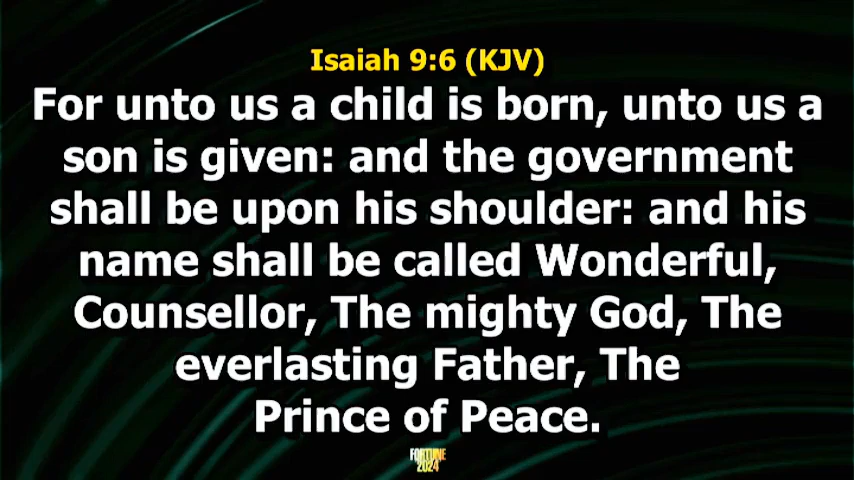 Isaiah 9:6 (KJV)
For unto us a child is born, unto us a
son is given: and the government
shall be upon his shoulder: and his
name shall be called Wonderful,
Counsellor, The mighty God, The
everlasting Father, The
Prince of Peace.
FORTUNE
2024